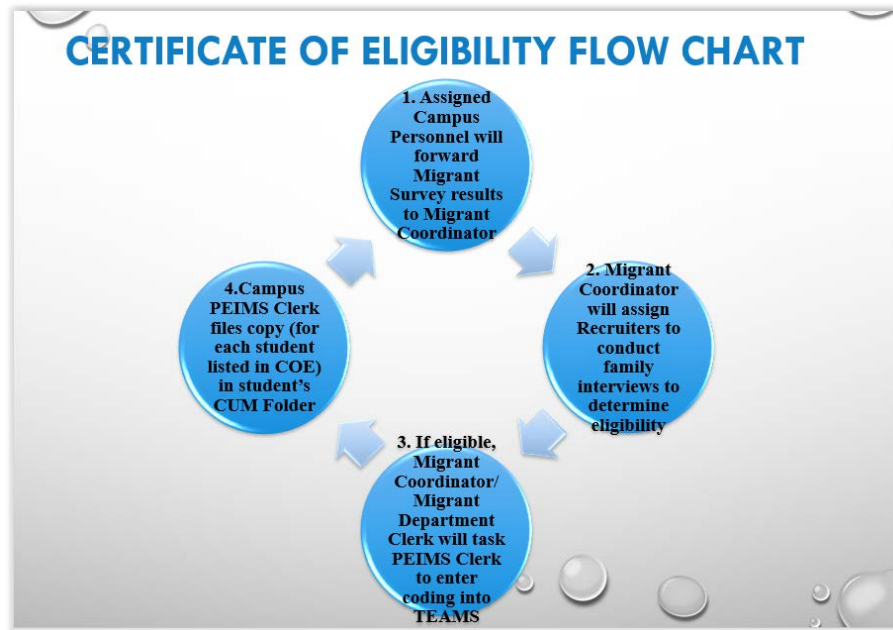 CERTIFICATE OF ELIGIBILITY FLOW CHART
1. Assigned
Campus
Personnel will
forward
Migrant
Survey results
to Migrant
Coordinator
2. Migrant
Coordinator
will assign
Recruiters to
conduct
family
interviews to
determine
eligibility
3. If eligible,
Migrant
Coordinator/
Migrant
Department
Clerk will task
PEIMS Clerk
to enter
coding into
TEAMS
4.Campus
PEIMS Clerk
files copy (for
each student
listed in COE)
in student’s
CUM Folder